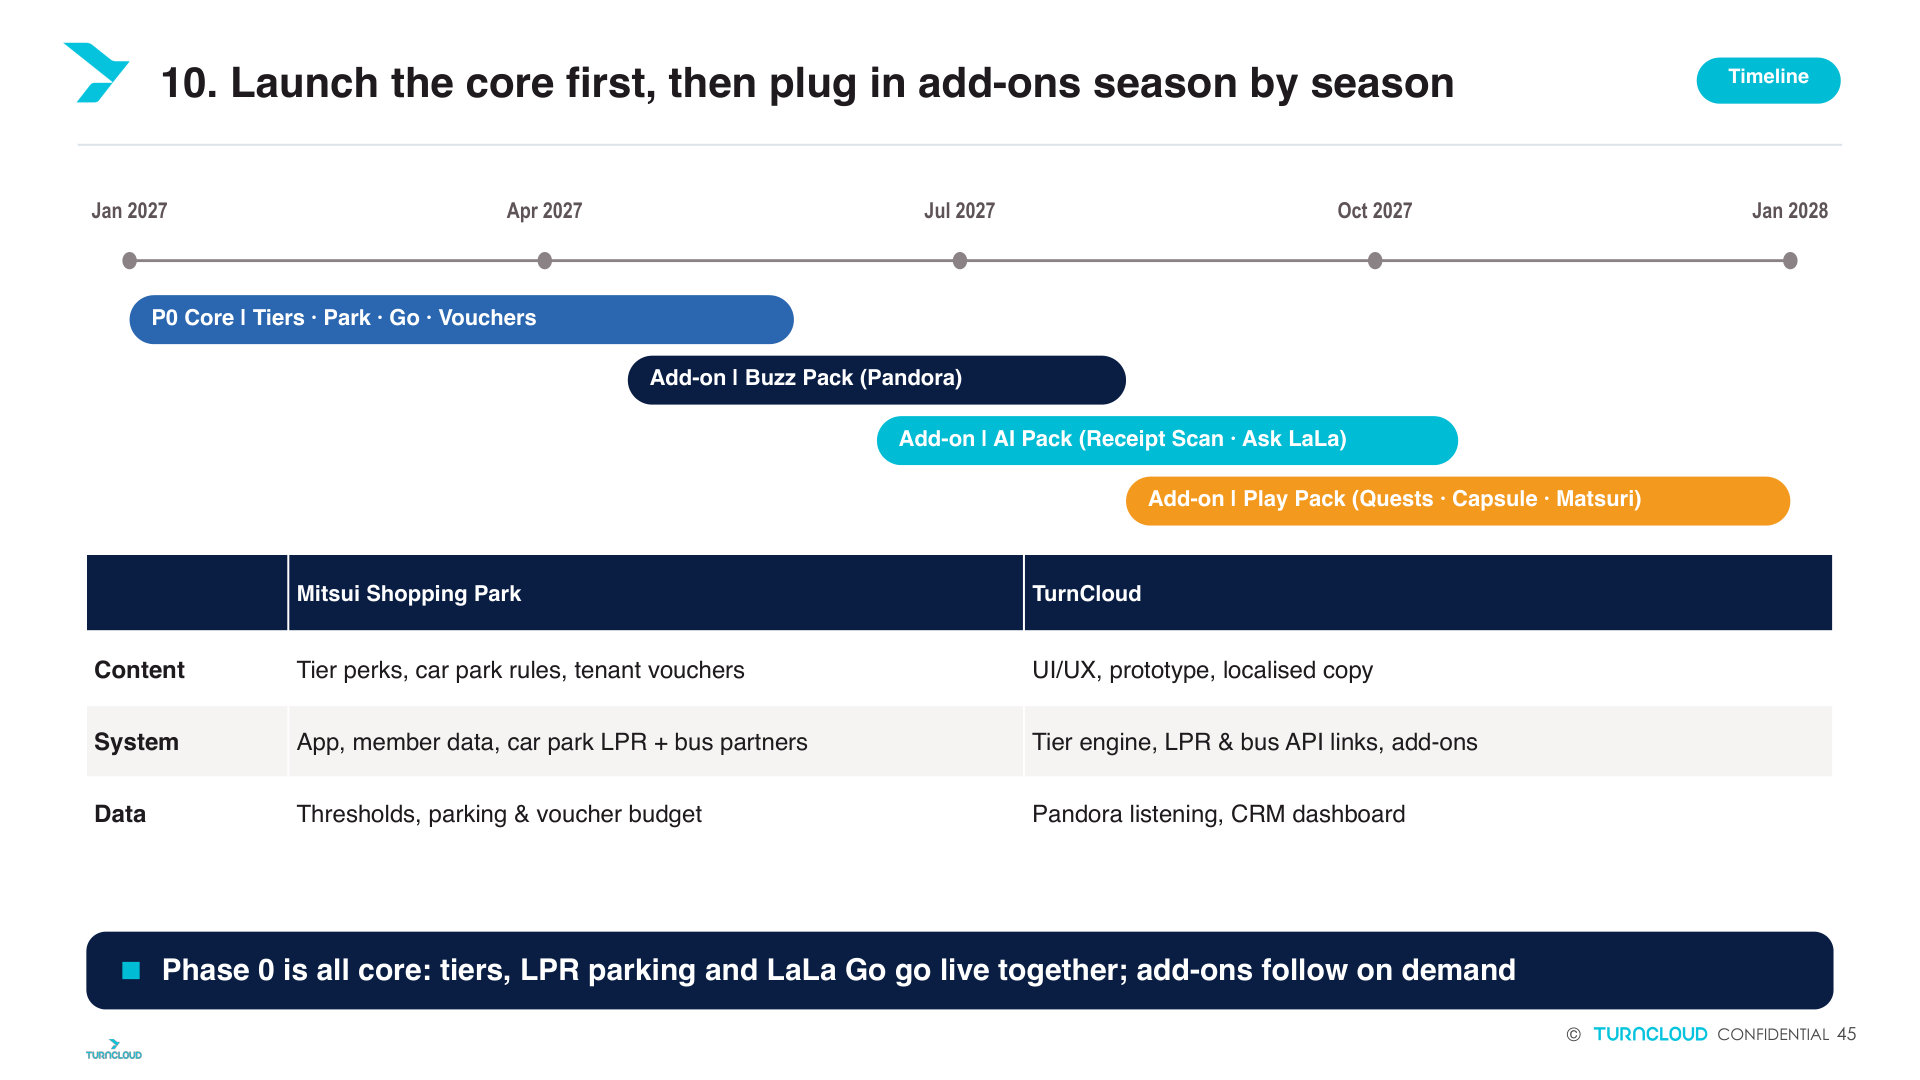 10. Launch the core first, then plug in add-ons season by season
Timeline
Jan 2027
Apr 2027
Jul 2027
Oct 2027
Jan 2028
P0 Core | Tiers · Park · Go · Vouchers
Add-on | Buzz Pack (Pandora)
Add-on | AI Pack (Receipt Scan · Ask LaLa)
Add-on | Play Pack (Quests · Capsule · Matsuri)
Mitsui Shopping Park
TurnCloud
Content
Tier perks, car park rules, tenant vouchers
UI/UX, prototype, localised copy
System
App, member data, car park LPR + bus partners
Tier engine, LPR & bus API links, add-ons
Data
Thresholds, parking & voucher budget
Pandora listening, CRM dashboard
Phase 0 is all core: tiers, LPR parking and LaLa Go go live together; add-ons follow on demand
TURNCLOUD
© TURNCLOUD CONFIDENTIAL 45